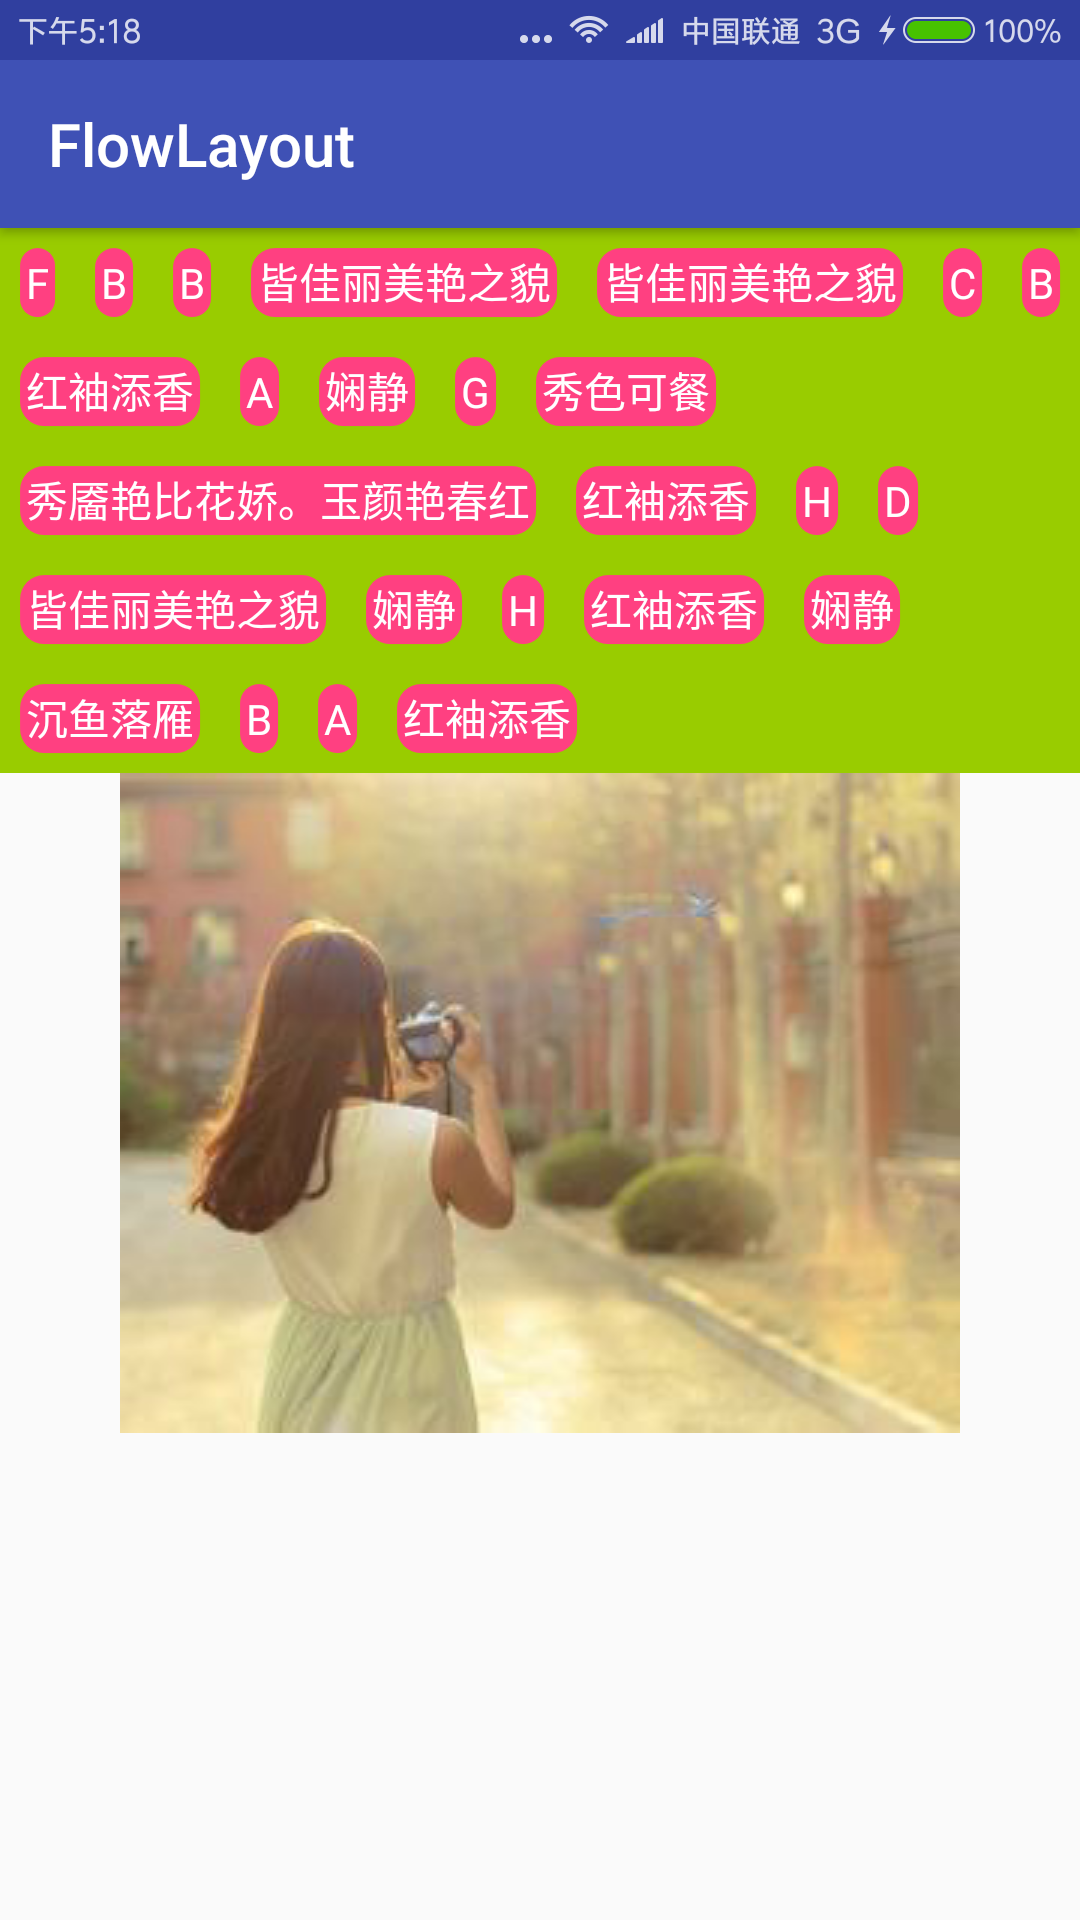 下午5:18 ... 中国联通 3G 100%
FlowLayout
F B B 皆佳丽美艳之貌 皆佳丽美艳之貌 C B
红袖添香 A 娴静 G 秀色可餐
秀靥艳比花娇。玉颜艳春红 红袖添香 H D
皆佳丽美艳之貌 娴静 H 红袖添香 娴静
沉鱼落雁 B A 红袖添香